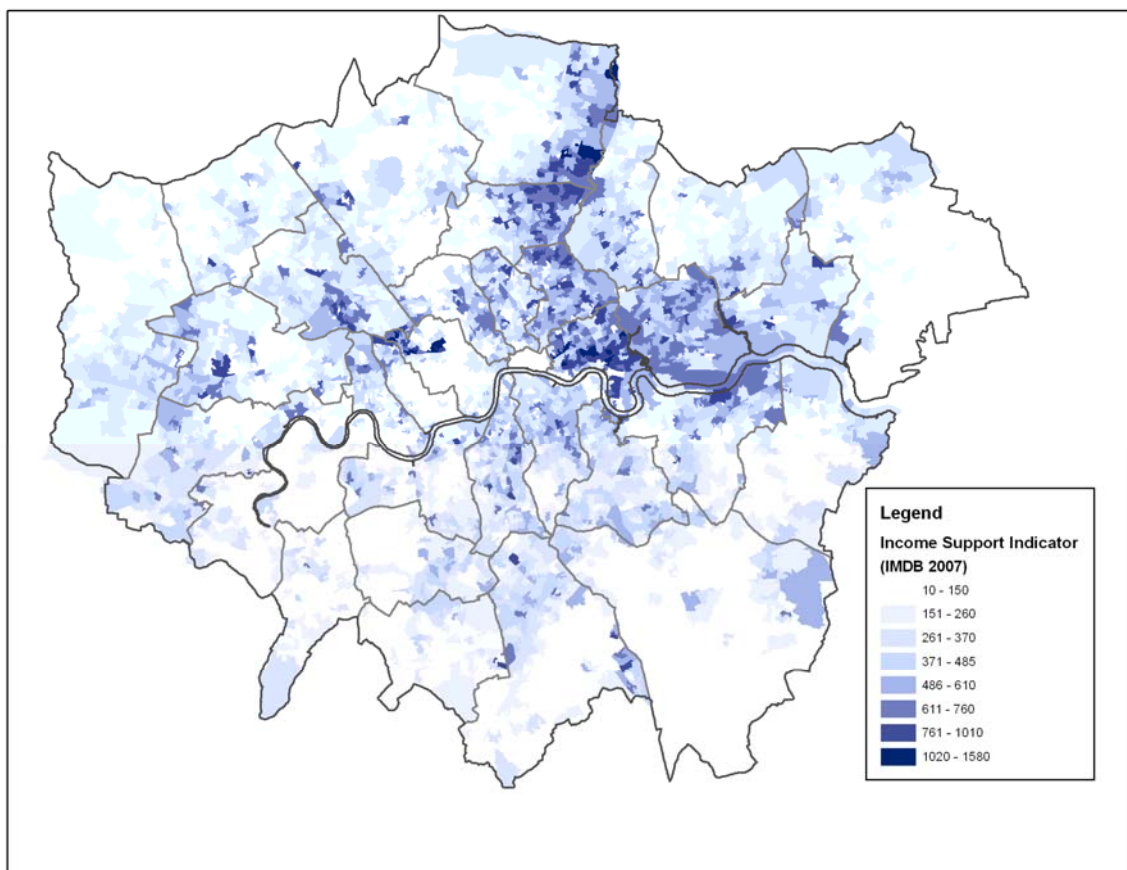 Legend
Income Support Indicator
(IMDB 2007)
10 - 150
151 - 260
261 - 370
371 - 485
486 - 610
611 - 760
761 - 1010
1020 - 1580